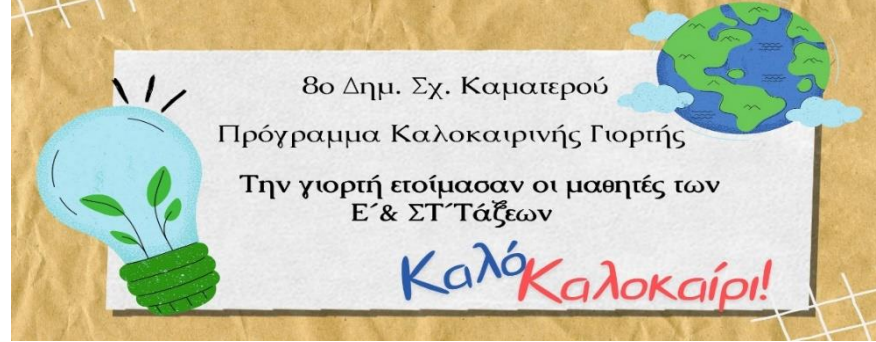 8ο Δημ. Σχ. Καματερού
Πρόγραμμα Καλοκαιρινής Γιορτής
Την γιορτή ετοίμασαν οι μαθητές των
Ε΄& ΣΤ΄Τάξεων
Καλό
Καλοκαίρι!